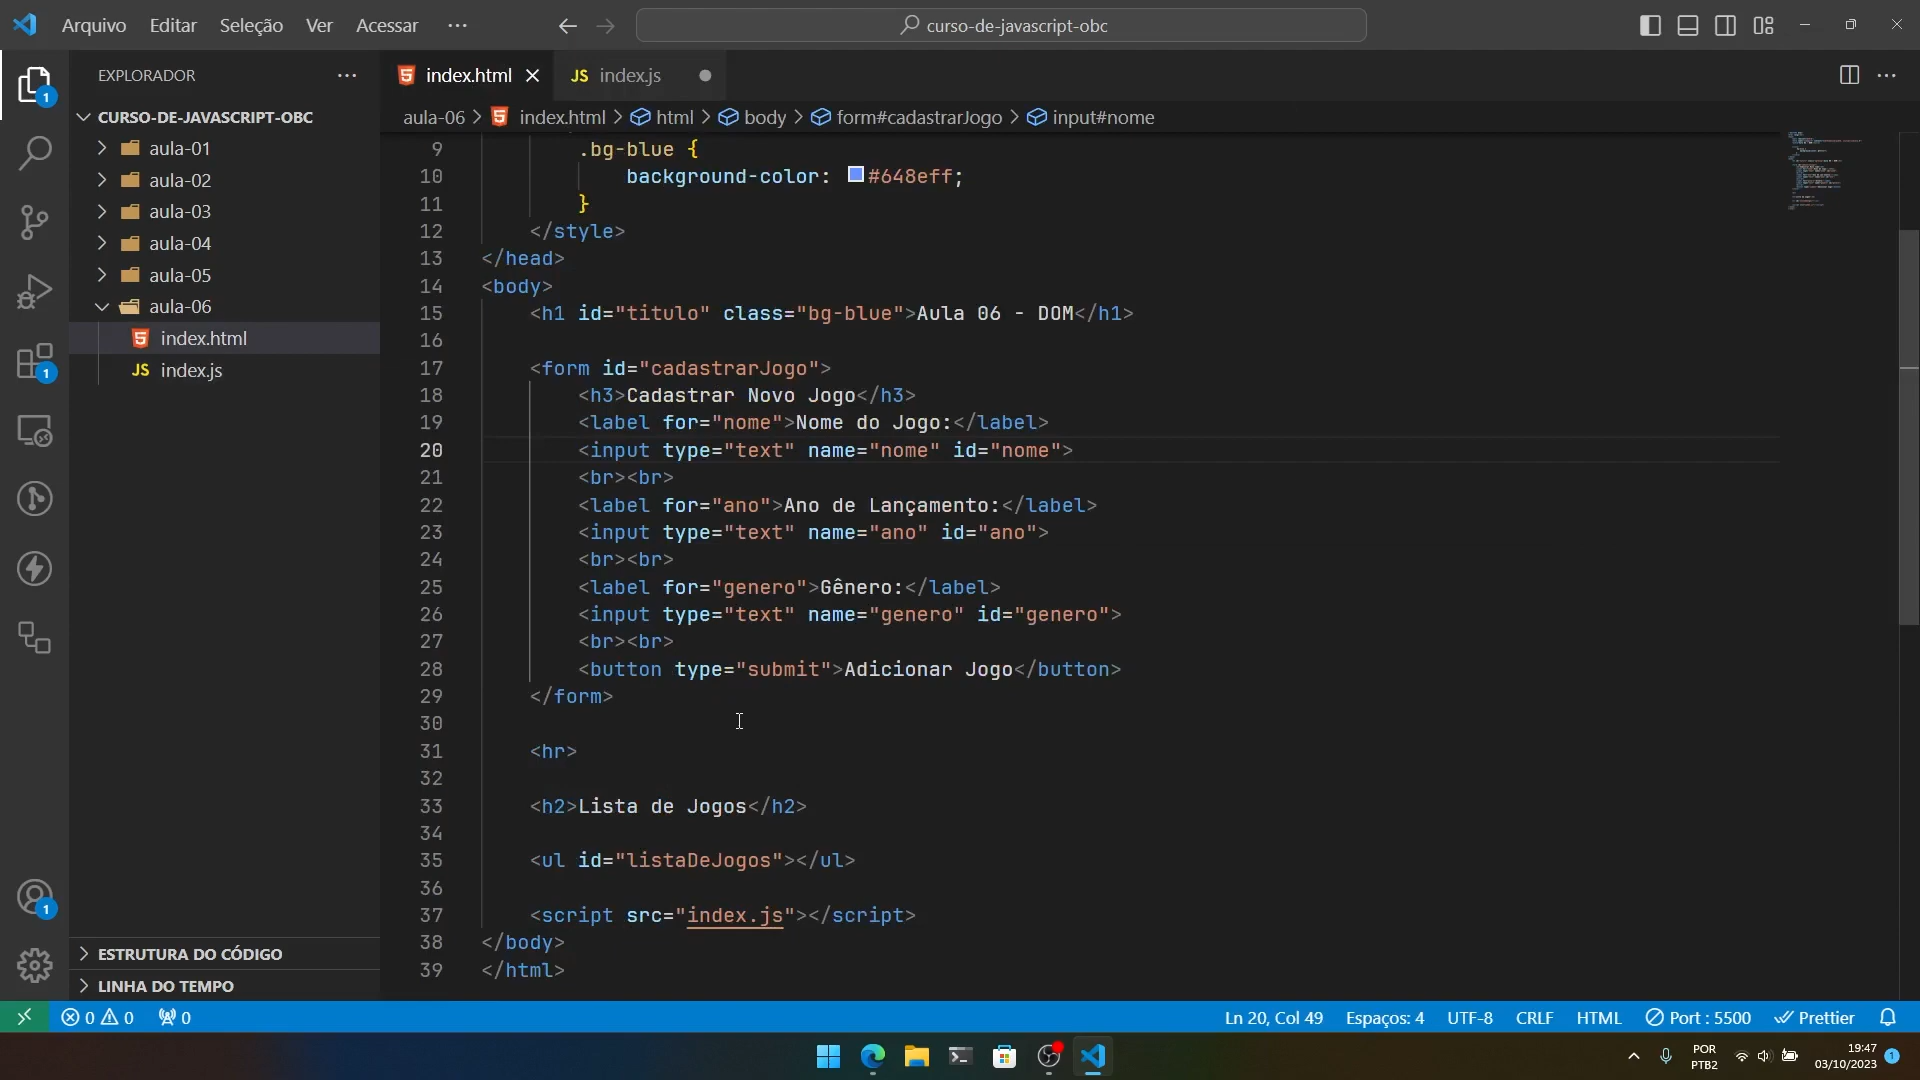 Arquivo Editar Seleção Ver Acessar ··· curso-de-javascript-obc
EXPLORADOR ···
CURSO-DE-JAVASCRIPT-OBC
aula-01
aula-02
aula-03
aula-04
aula-05
aula-06
index.html
JS index.js
1
1
1
ESTRUTURA DO CÓDIGO
LINHA DO TEMPO
index.html JS index.js ···
aula-06 > index.html > html > body > form#cadastrarJogo > input#nome
9 .bg-blue {
10 background-color: #648eff;
11 }
12 </style>
13 </head>
14 <body>
15 <h1 id="titulo" class="bg-blue">Aula 06 - DOM</h1>
16
17 <form id="cadastrarJogo">
18 <h3>Cadastrar Novo Jogo</h3>
19 <label for="nome">Nome do Jogo:</label>
20 <input type="text" name="nome" id="nome">
21 <br><br>
22 <label for="ano">Ano de Lançamento:</label>
23 <input type="text" name="ano" id="ano">
24 <br><br>
25 <label for="genero">Gênero:</label>
26 <input type="text" name="genero" id="genero">
27 <br><br>
28 <button type="submit">Adicionar Jogo</button>
29 </form>
30
31 <hr>
32
33 <h2>Lista de Jogos</h2>
34
35 <ul id="listaDeJogos"></ul>
36
37 <script src="index.js"></script>
38 </body>
39 </html>
0 0 0 Ln 20, Col 49 Espaços: 4 UTF-8 CRLF HTML Port : 5500 Prettier
POR
PTB2
19:47
03/10/2023
1